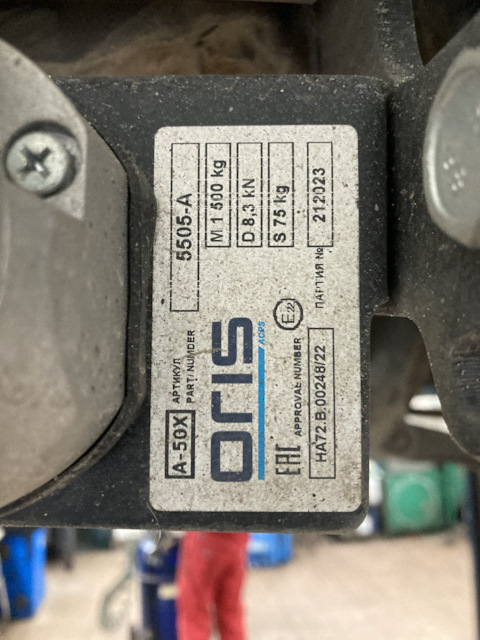 A-50X
АРТИКУЛ
PART/ NUMDER
5505-A
ORIS
ACPS
M 1 500 kg
D 8,3 kN
S 75 kg
EAC
APPROVAL NUMBER
E22
HA72.B.00248/22
ПАРТИЯ №
212023